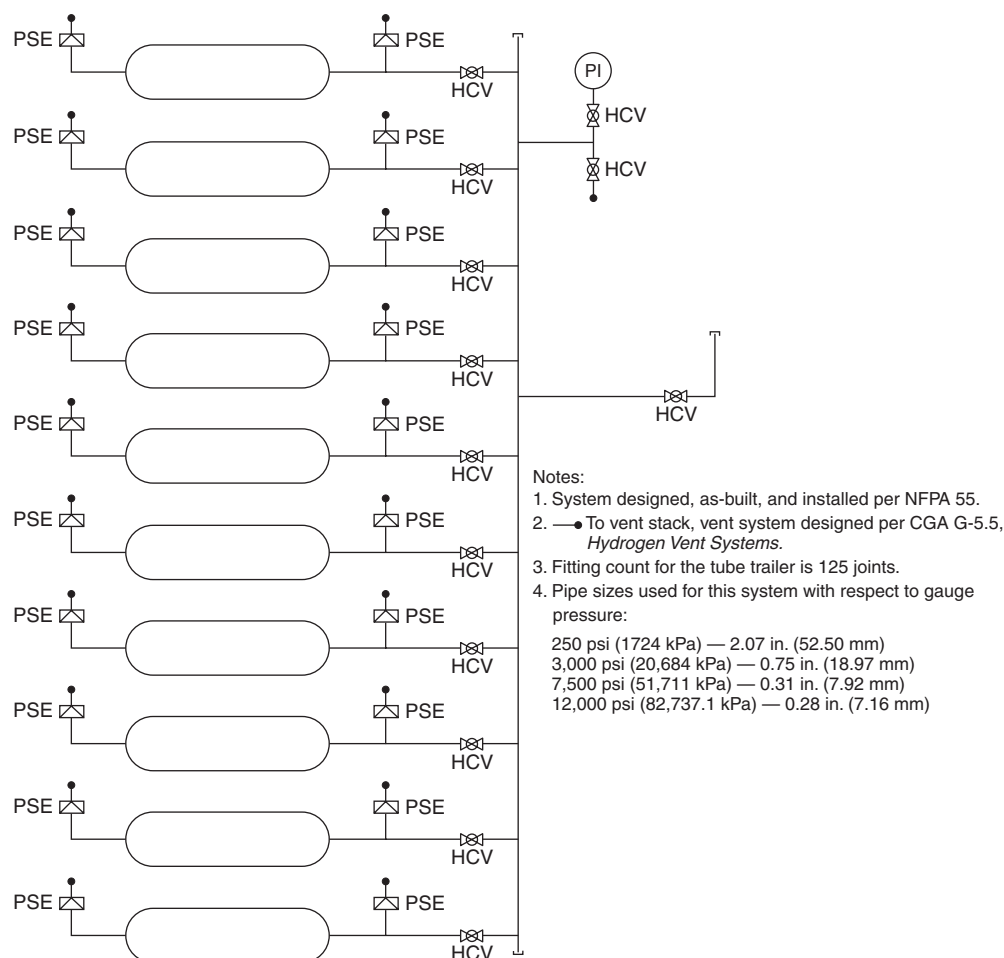 PSE PSE
HCV
PI
HCV
PSE PSE
HCV
HCV
PSE PSE
HCV
PSE PSE
HCV
HCV
PSE PSE
HCV
PSE PSE
HCV
PSE PSE
HCV
PSE PSE
HCV
PSE PSE
HCV
PSE PSE
HCV
Notes:
1. System designed, as-built, and installed per NFPA 55.
2. To vent stack, vent system designed per CGA G-5.5,
Hydrogen Vent Systems.
3. Fitting count for the tube trailer is 125 joints.
4. Pipe sizes used for this system with respect to gauge
pressure:
250 psi (1724 kPa) — 2.07 in. (52.50 mm)
3,000 psi (20,684 kPa) — 0.75 in. (18.97 mm)
7,500 psi (51,711 kPa) — 0.31 in. (7.92 mm)
12,000 psi (82,737.1 kPa) — 0.28 in. (7.16 mm)